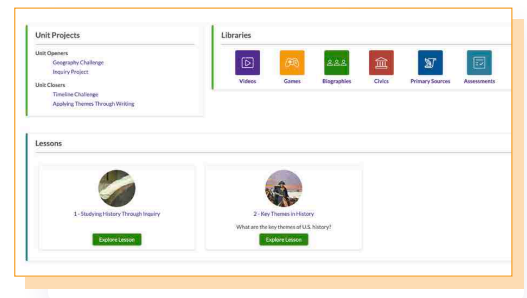 Unit Projects
Unit Openers
Geography Challenge
Inquiry Project
Unit Closers
Timeline Challenge
Applying Themes Through Writing
Libraries
Videos Games Biographies Civics Primary Sources Assessments
Lessons
1 - Studying History Through Inquiry
Explore Lesson
2 - Key Themes in History
What are the key themes of U.S. history?
Explore Lesson